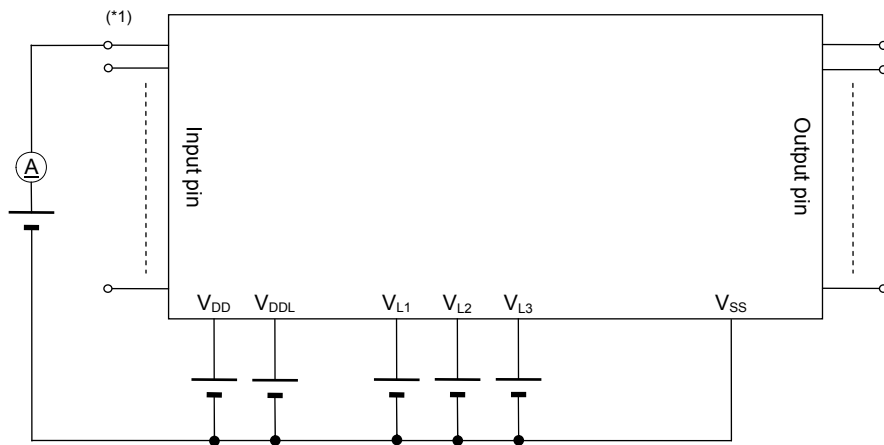 (*1)
A
Input pin
Output pin
VDD VDDL VL1 VL2 VL3 VSS